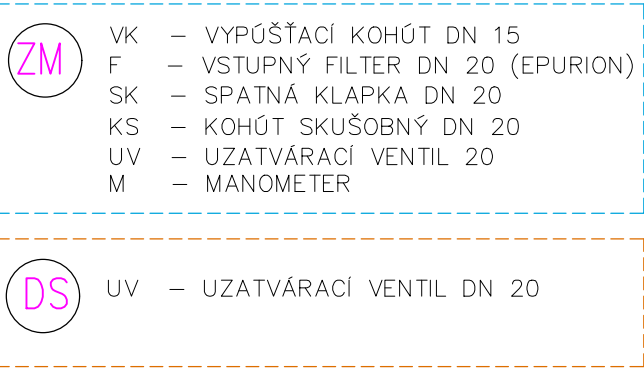 ZM
VK – VYPÚŠŤACÍ KOHÚT DN 15
F – VSTUPNÝ FILTER DN 20 (EPURION)
SK – SPATNÁ KLAPKA DN 20
KS – KOHÚT SKUŠOBNÝ DN 20
UV – UZATVÁRACÍ VENTIL 20
M – MANOMETER
DS
UV – UZATVÁRACÍ VENTIL DN 20